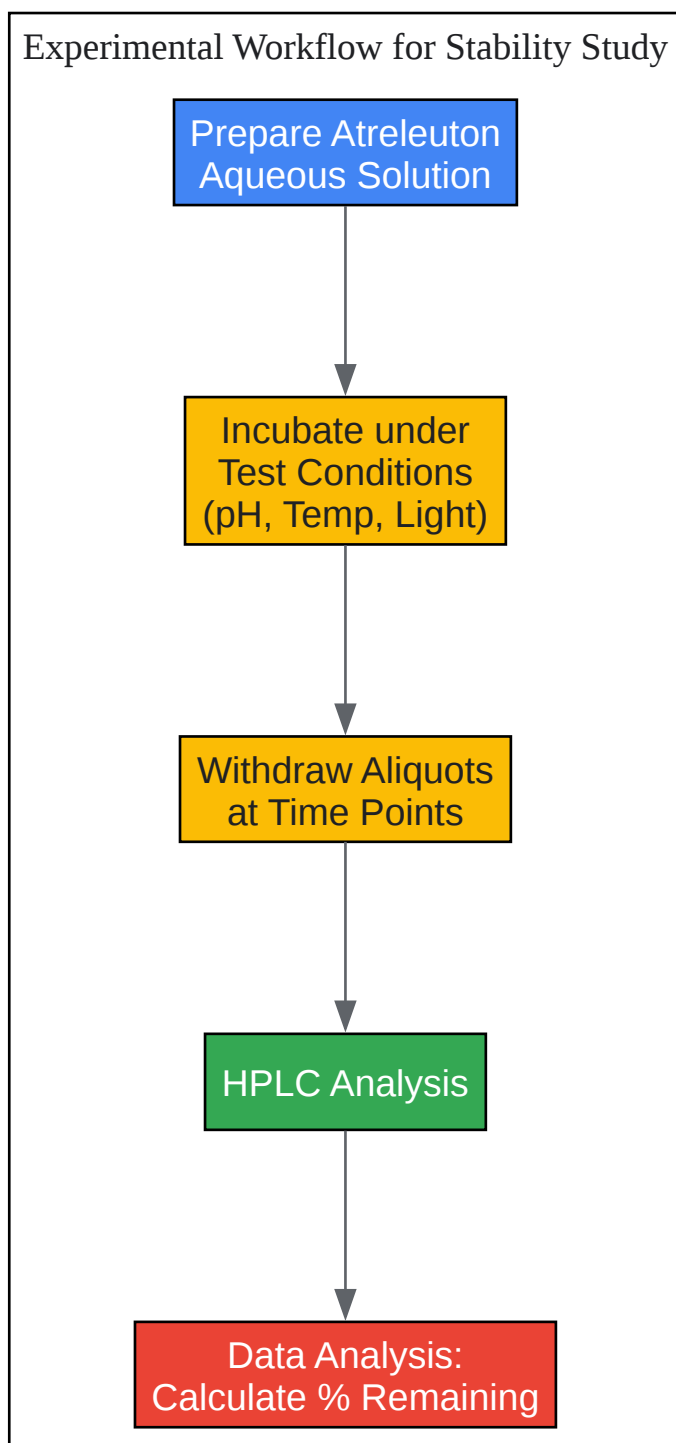 Experimental Workflow for Stability Study
Prepare Atreleuton
Aqueous Solution
Incubate under
Test Conditions
(pH, Temp, Light)
Withdraw Aliquots
at Time Points
HPLC Analysis
Data Analysis:
Calculate % Remaining